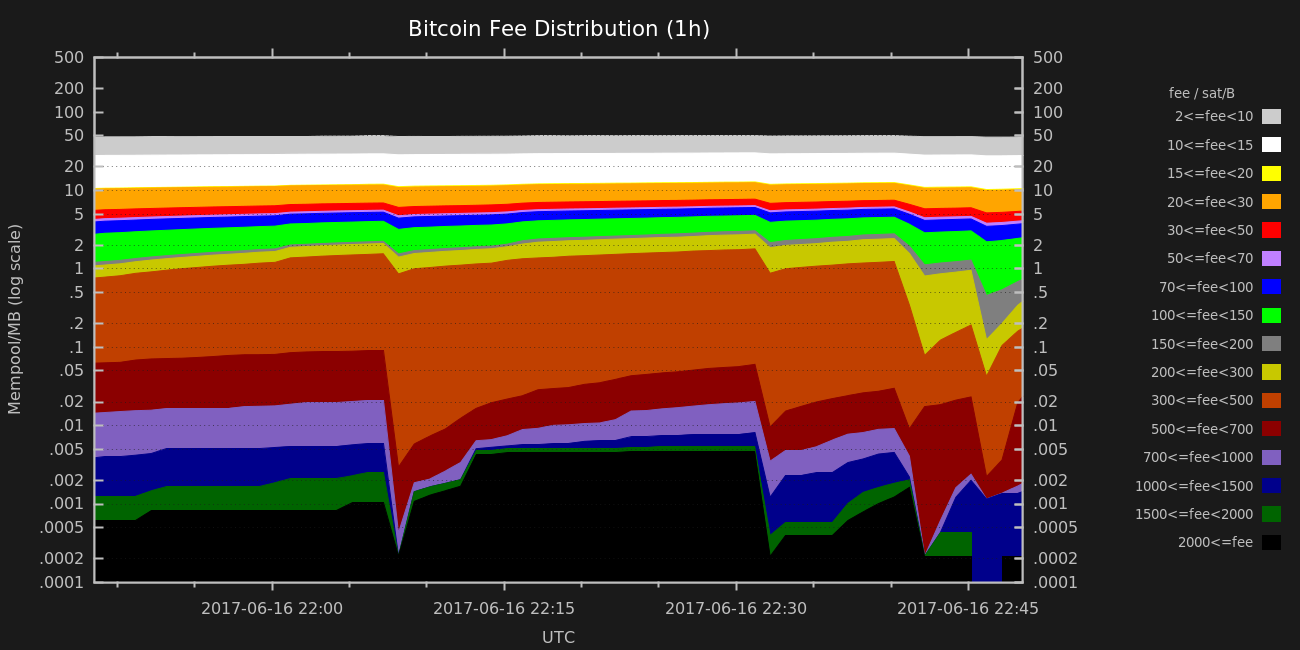 Bitcoin Fee Distribution (1h)
Mempool/MB (log scale)
500
200
100
50
20
10
5
2
1
.5
.2
.1
.05
.02
.01
.005
.002
.001
.0005
.0002
.0001
500
200
100
50
20
10
5
2
1
.5
.2
.1
.05
.02
.01
.005
.002
.001
.0005
.0002
.0001
fee / sat/B
2<=fee<10
10<=fee<15
15<=fee<20
20<=fee<30
30<=fee<50
50<=fee<70
70<=fee<100
100<=fee<150
150<=fee<200
200<=fee<300
300<=fee<500
500<=fee<700
700<=fee<1000
1000<=fee<1500
1500<=fee<2000
2000<=fee
2017-06-16 22:00 2017-06-16 22:15 2017-06-16 22:30 2017-06-16 22:45
UTC